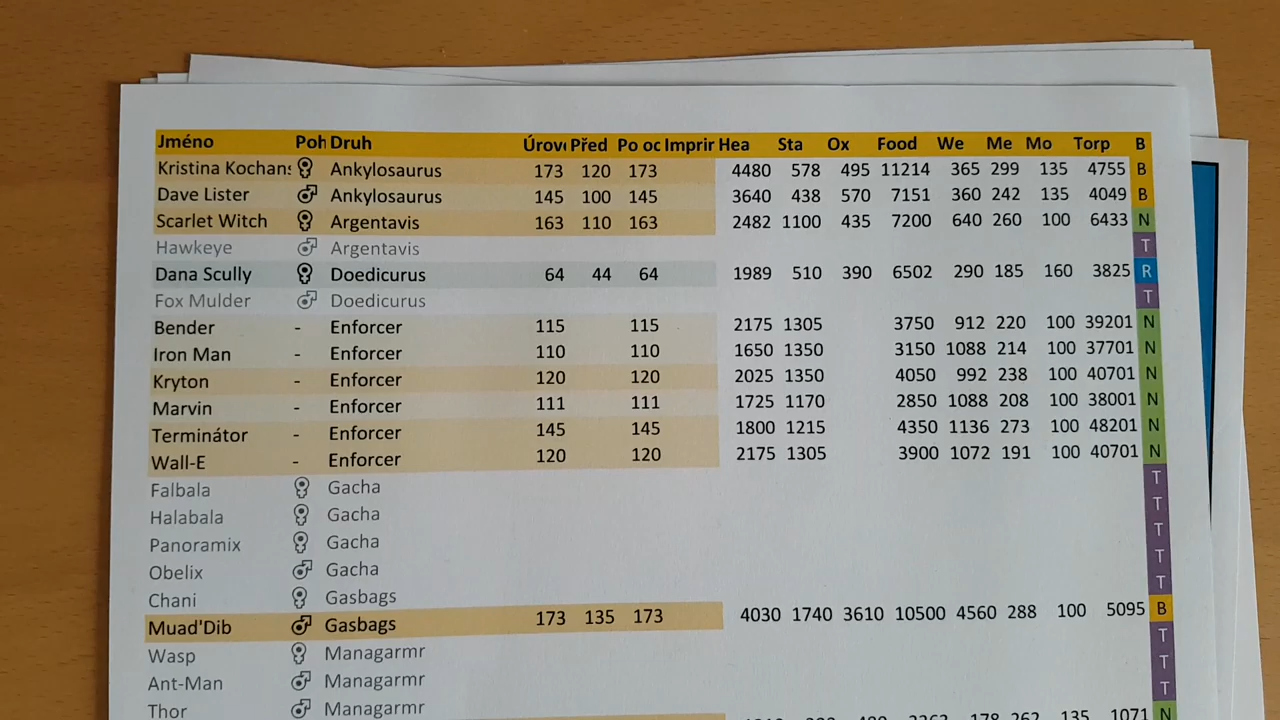 Jméno Poh Druh Úrov Před Po oc Imprir Hea Sta Ox Food We Me Mo Torp B
Kristina Kochans Ankylosaurus 173 120 173 4480 578 495 11214 365 299 135 4755 B
Dave Lister Ankylosaurus 145 100 145 3640 438 570 7151 360 242 135 4049 B
Scarlet Witch Argentavis 163 110 163 2482 1100 435 7200 640 260 100 6433 N
Hawkeye Argentavis T
Dana Scully Doedicurus 64 44 64 1989 510 390 6502 290 185 160 3825 R
Fox Mulder Doedicurus T
Bender - Enforcer 115 115 2175 1305 3750 912 220 100 39201 N
Iron Man - Enforcer 110 110 1650 1350 3150 1088 214 100 37701 N
Kryton - Enforcer 120 120 2025 1350 4050 992 238 100 40701 N
Marvin - Enforcer 111 111 1725 1170 2850 1088 208 100 38001 N
Terminátor - Enforcer 145 145 1800 1215 4350 1136 273 100 48201 N
Wall-E - Enforcer 120 120 2175 1305 3900 1072 191 100 40701 N
Falbala Gacha T
Halabala Gacha T
Panoramix Gacha T
Obelix Gacha T
Chani Gasbags T
Muad'Dib Gasbags 173 135 173 4030 1740 3610 10500 4560 288 100 5095 B
Wasp Managarmr T
Ant-Man Managarmr T
Thor Managarmr T
178 262 135 1071 N